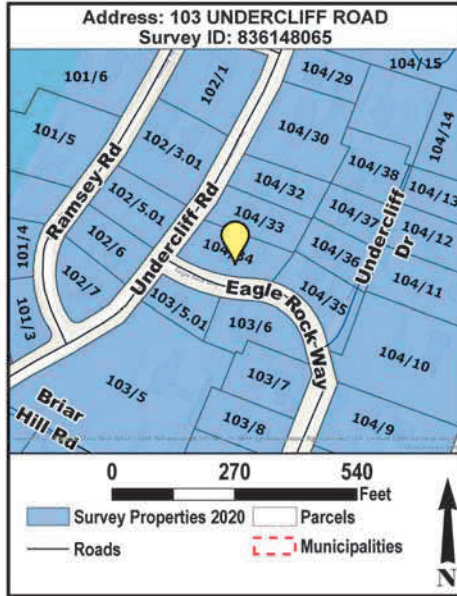 Address: 103 UNDERCLIFF ROAD
Survey ID: 836148065
101/6
102/1
104/29
104/15
101/5
102/3.01
104/30
104/14
104/38
Ramsey-Rd
102/5.01
Undercliff-Rd
104/32
104/33
104/37
104/13
101/4
102/6
104/34
104/36
Undercliff
Dr
104/12
102/7
Eagle-Rock-Way
104/35
104/11
101/3
103/5.01
103/6
103/5
103/7
104/10
Briar
Hill Rd
103/8
104/9
0 270 540
Feet
Survey Properties 2020
Parcels
Roads
Municipalities
N